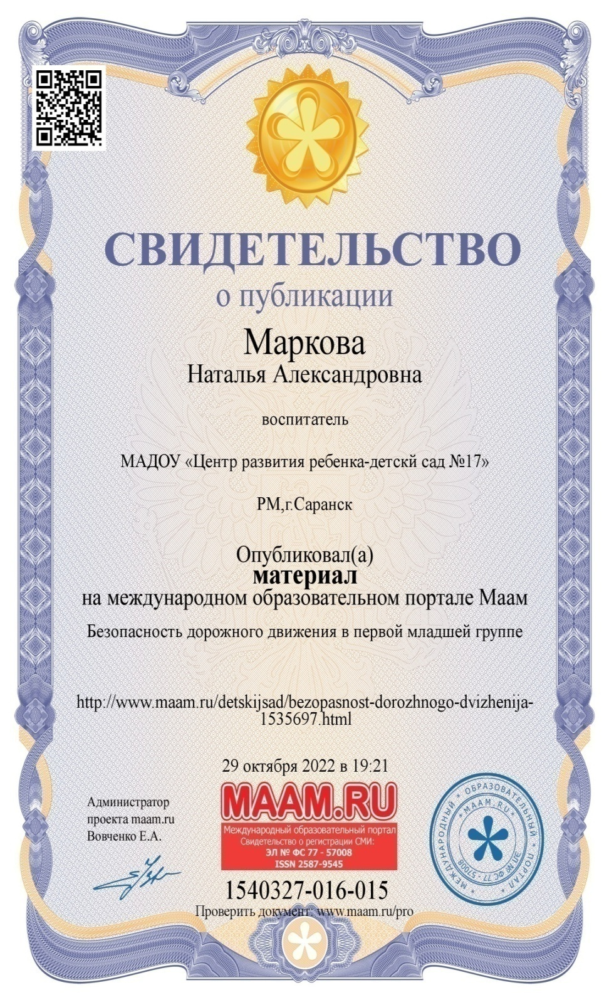 СВИДЕТЕЛЬСТВО
о публикации
Маркова
Наталья Александровна
воспитатель
МАДОУ «Центр развития ребенка-детскй сад №17»
РМ,г.Саранск
Опубликовал(а)
материал
на международном образовательном портале Маам
Безопасность дорожного движения в первой младшей группе
http://www.maam.ru/detskijsad/bezopasnost-dorozhnogo-dvizhenija-
1535697.html
29 октября 2022 в 19:21
Администратор
проекта maam.ru
Вовченко Е.А.
MAAM.RU
Международный образовательный портал
Свидетельство о регистрации СМИ:
ЭЛ № ФС 77 - 57008
ISSN 2587-9545
* МЕЖДУНАРОДНЫЙ * ОБРАЗОВАТЕЛЬНЫЙ * ПОРТАЛ *
*MAAM.RU*
ЭЛ № ФС 77 - 57008
1540327-016-015
Проверить документ: www.maam.ru/pro